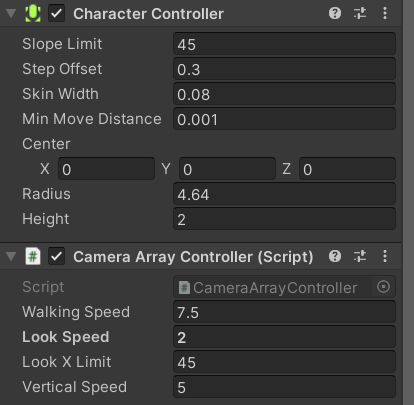 Character Controller
Slope Limit 45
Step Offset 0.3
Skin Width 0.08
Min Move Distance 0.001
Center
X 0 Y 0 Z 0
Radius 4.64
Height 2
# Camera Array Controller (Script)
Script # CameraArrayController
Walking Speed 7.5
Look Speed 2
Look X Limit 45
Vertical Speed 5